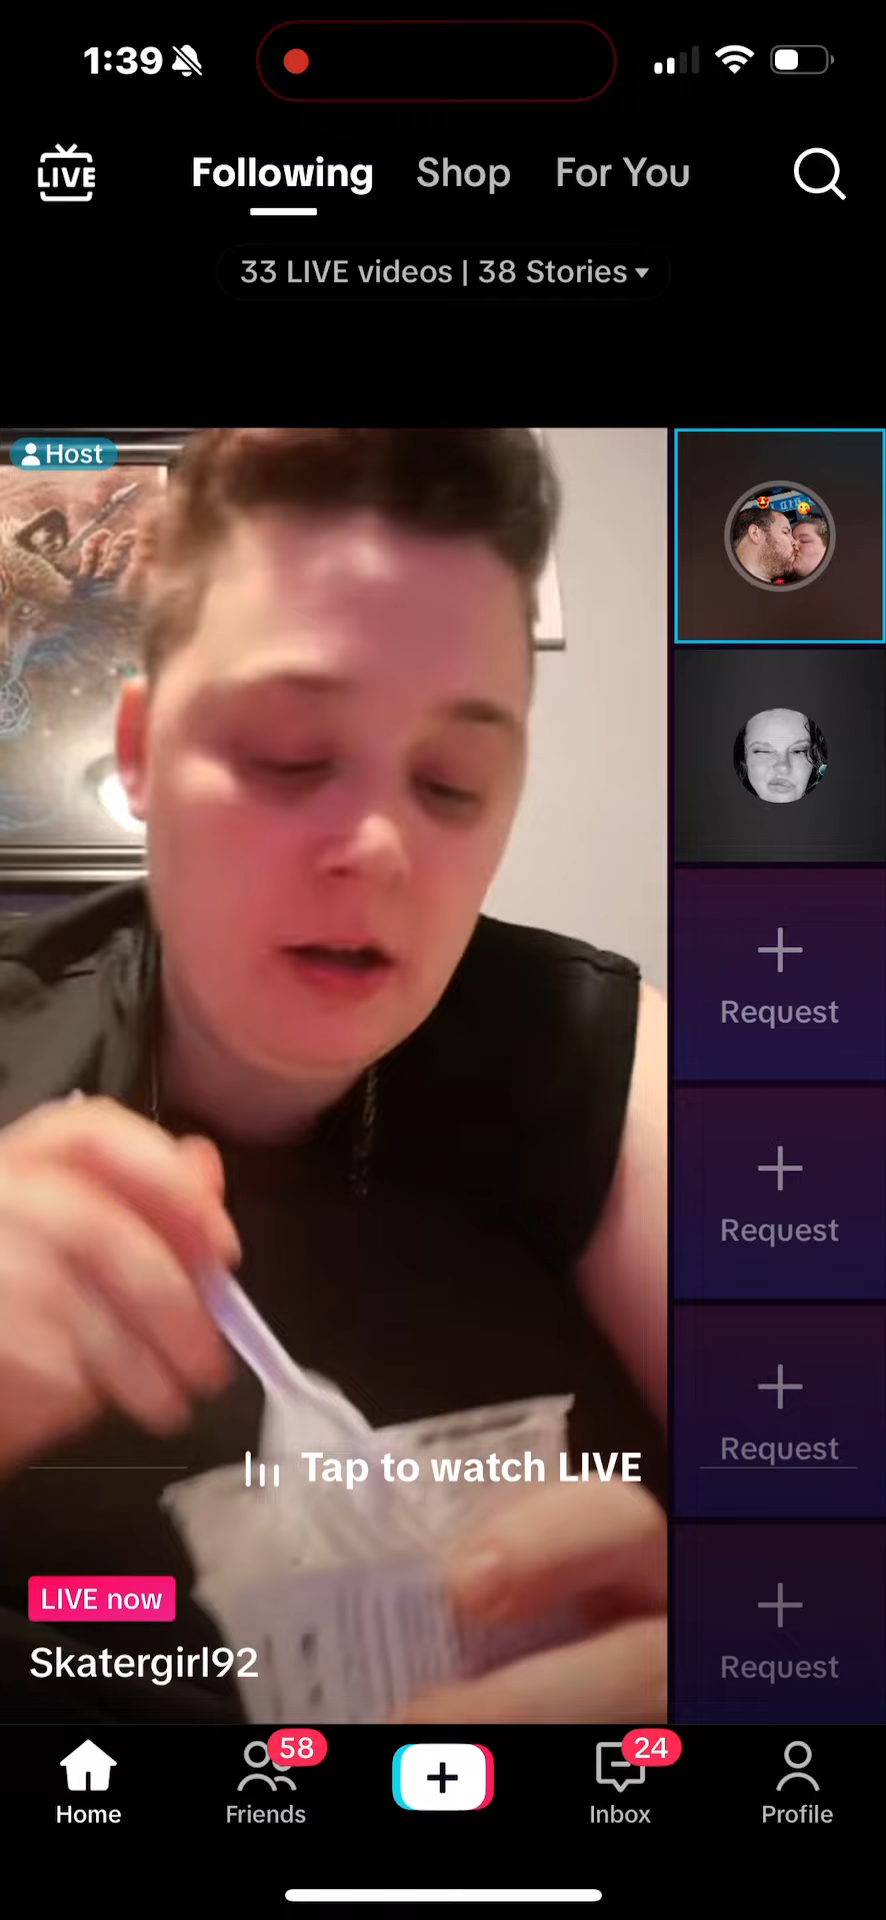 1:39
LIVE
Following
Shop
For You
33 LIVE videos | 38 Stories
Host
Request
Request
Request
Request
Tap to watch LIVE
LIVE now
Skatergirl92
58
24
Home
Friends
Inbox
Profile